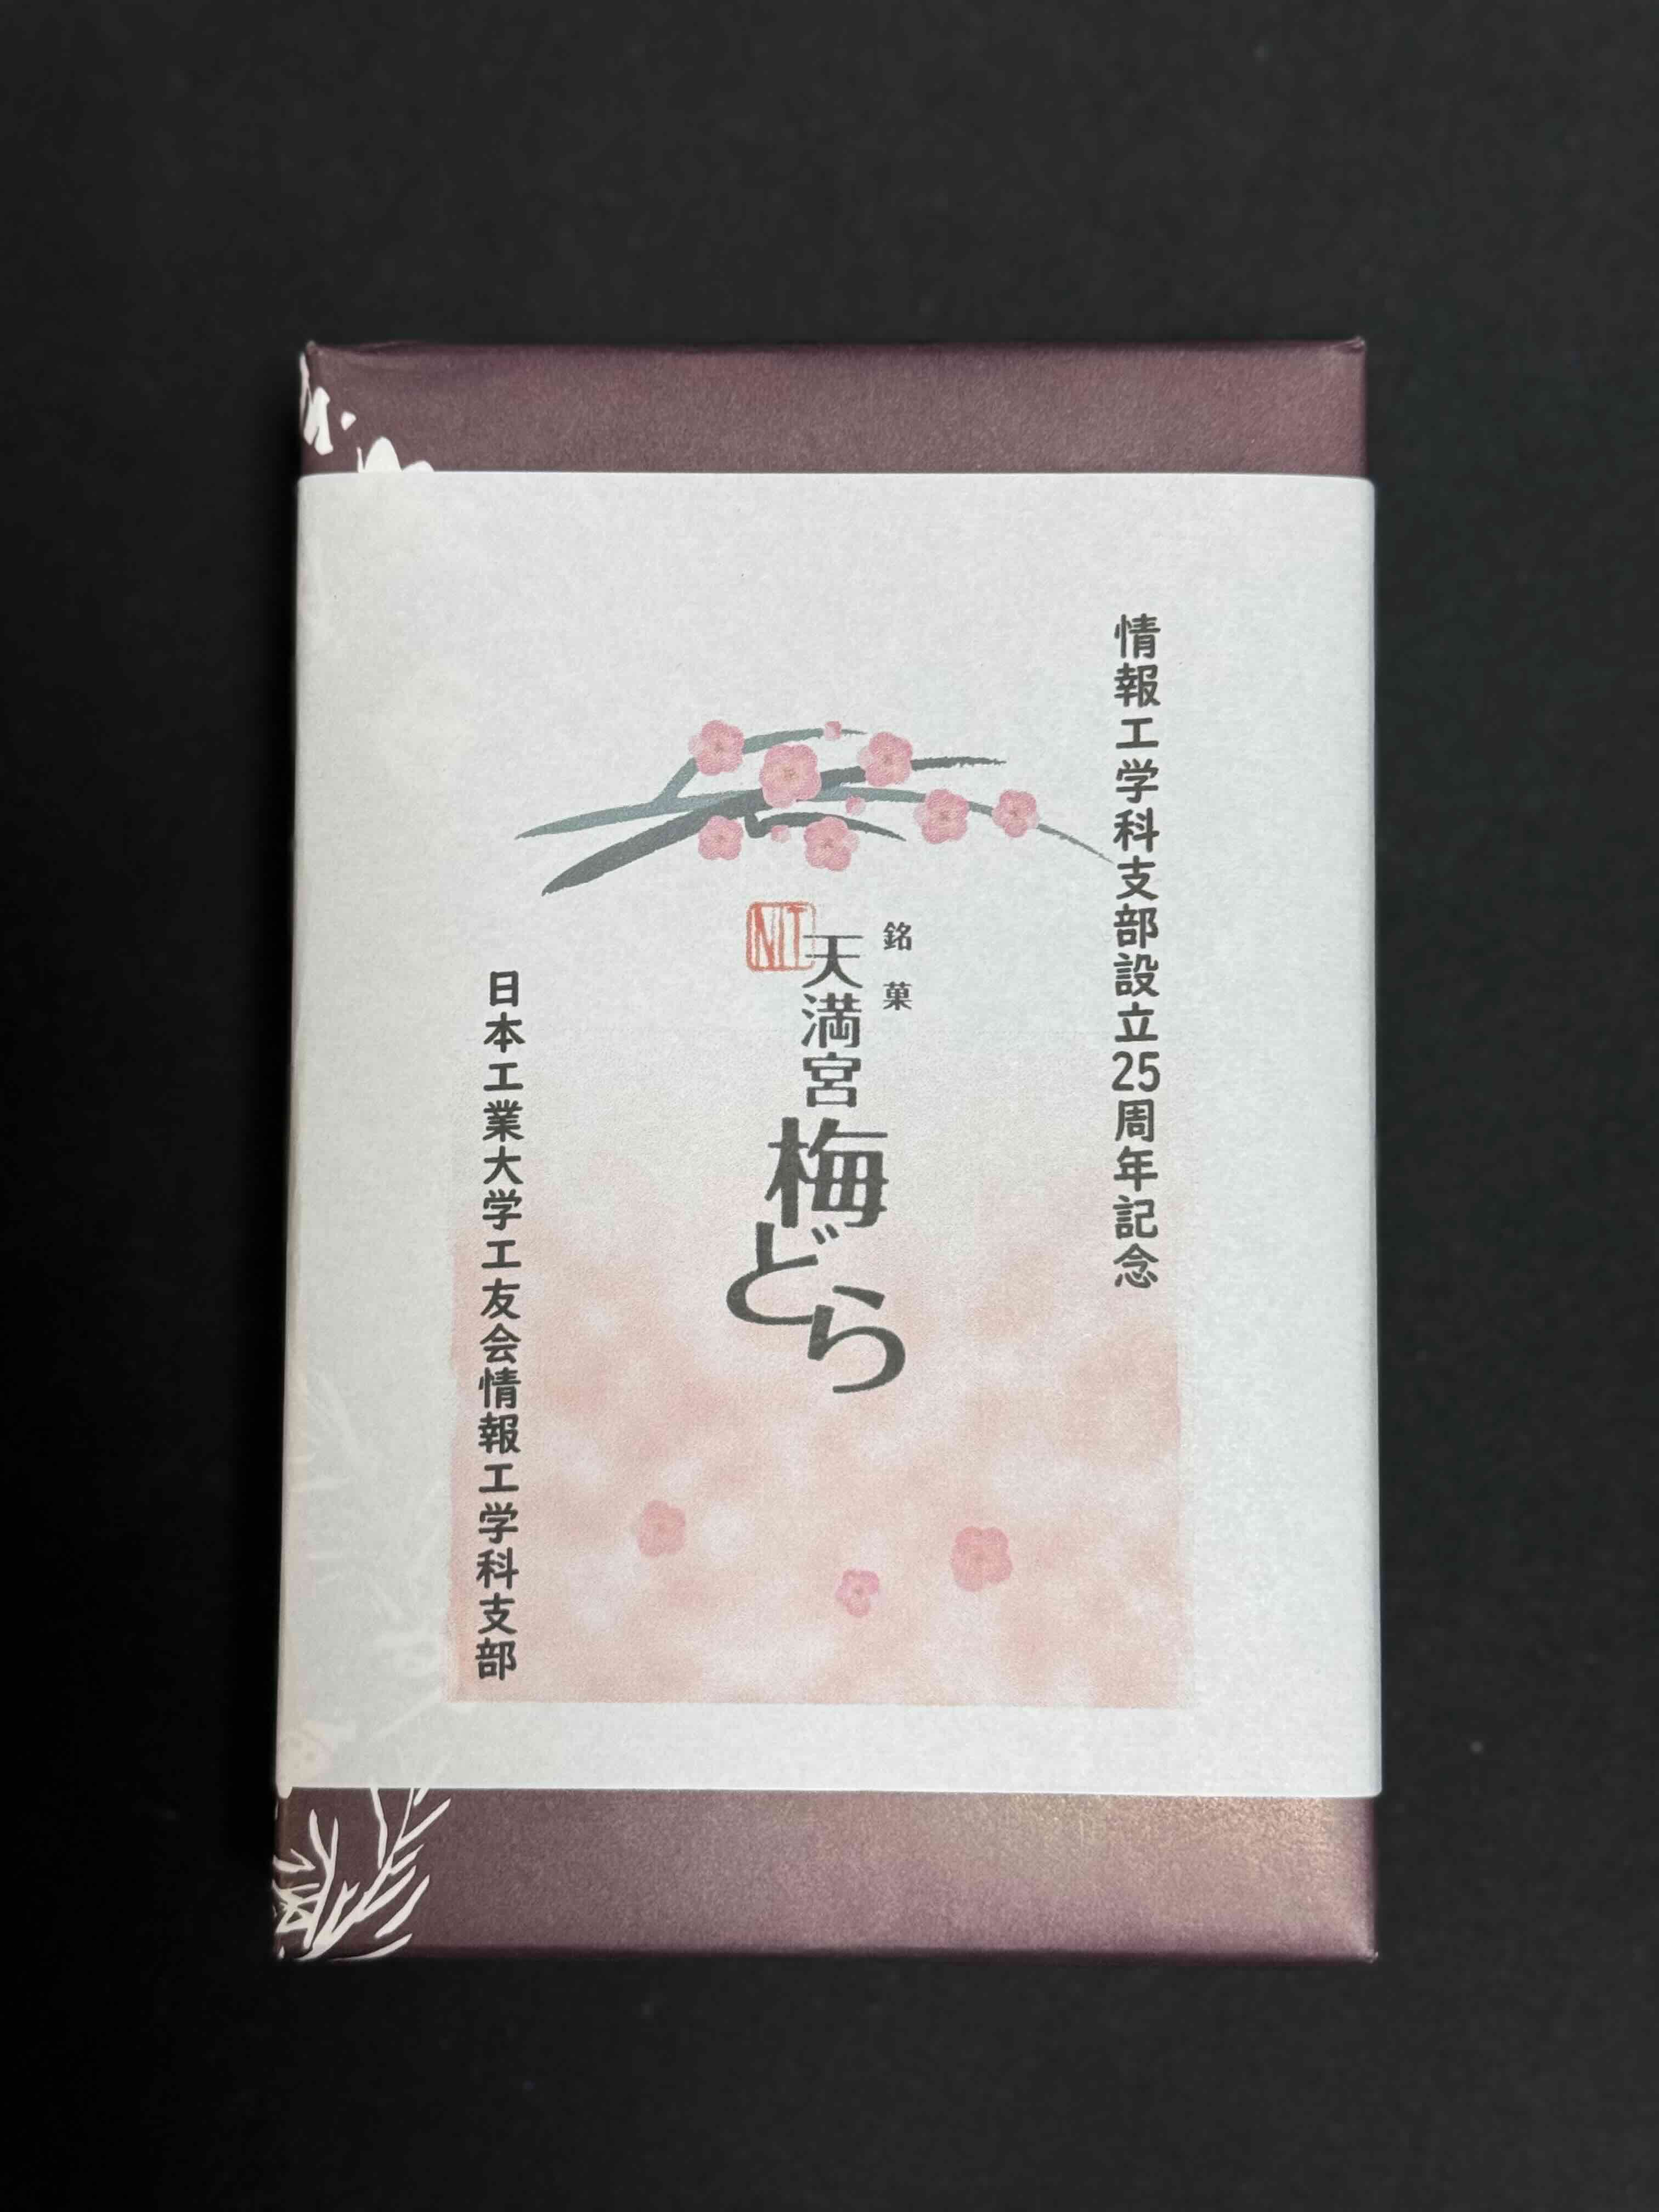 情報工学科支部設立25周年記念
銘菓
天満宮
梅どら
NIT
日本工業大学工友会情報工学科支部